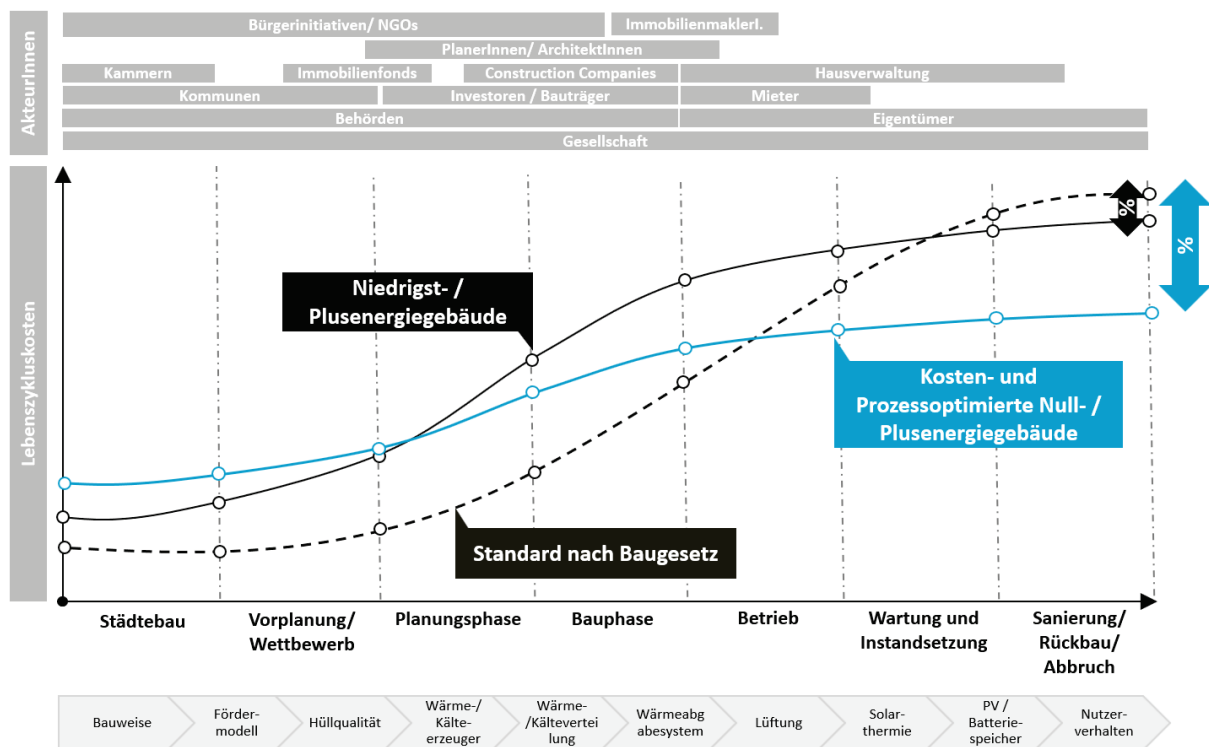 AkteurInnen
Bürgerinitiativen/ NGOs
ImmobilienmaklerI.
PlanerInnen/ ArchitektInnen
Kammern
Immobilienfonds
Construction Companies
Hausverwaltung
Kommunen
Investoren / Bauträger
Mieter
Behörden
Eigentümer
Gesellschaft
Lebenszykluskosten
%
%
Niedrigst- /
Plusenergiegebäude
Kosten- und
Prozessoptimierte Null- /
Plusenergiegebäude
Standard nach Baugesetz
Städtebau
Vorplanung/
Wettbewerb
Planungsphase
Bauphase
Betrieb
Wartung und
Instandsetzung
Sanierung/
Rückbau/
Abbruch
Bauweise
Förder-
modell
Hüllqualität
Wärme-/
Kälte-
erzeuger
Wärme-
/Kältevertei
lung
Wärmeabg
abesystem
Lüftung
Solar-
thermie
PV /
Batterie-
speicher
Nutzer-
verhalten